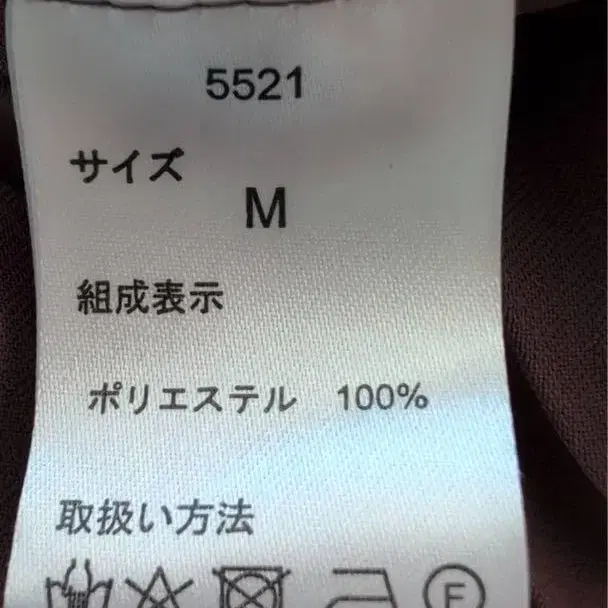 5521
サイズ
M
組成表示
ポリエステル 100%
取扱い方法
F